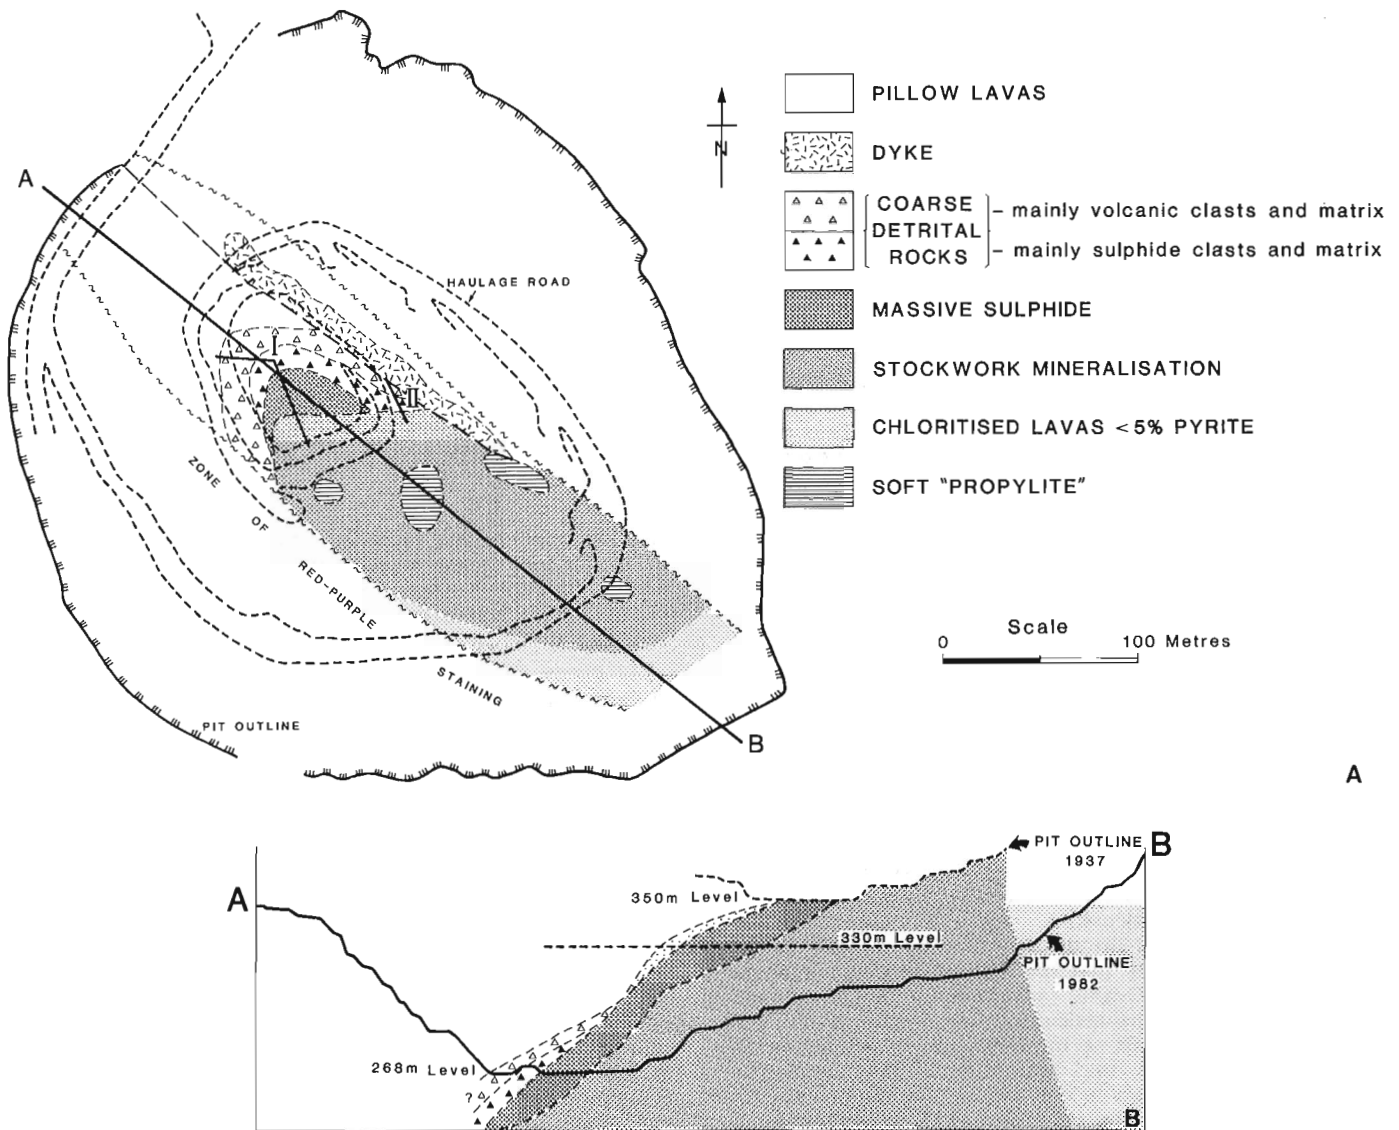 A
N
PILLOW LAVAS
DYKE
COARSE
DETRITAL
ROCKS
– mainly volcanic clasts and matrix
– mainly sulphide clasts and matrix
MASSIVE SULPHIDE
STOCKWORK MINERALISATION
CHLORITISED LAVAS <5% PYRITE
SOFT "PROPYLITE"
HAULAGE ROAD
I
II
ZONE
OF
RED-PURPLE
STAINING
PIT OUTLINE
B
Scale
0 100 Metres
A
A
B
PIT OUTLINE
1937
350m Level
330m Level
PIT OUTLINE
1982
268m Level
?
B